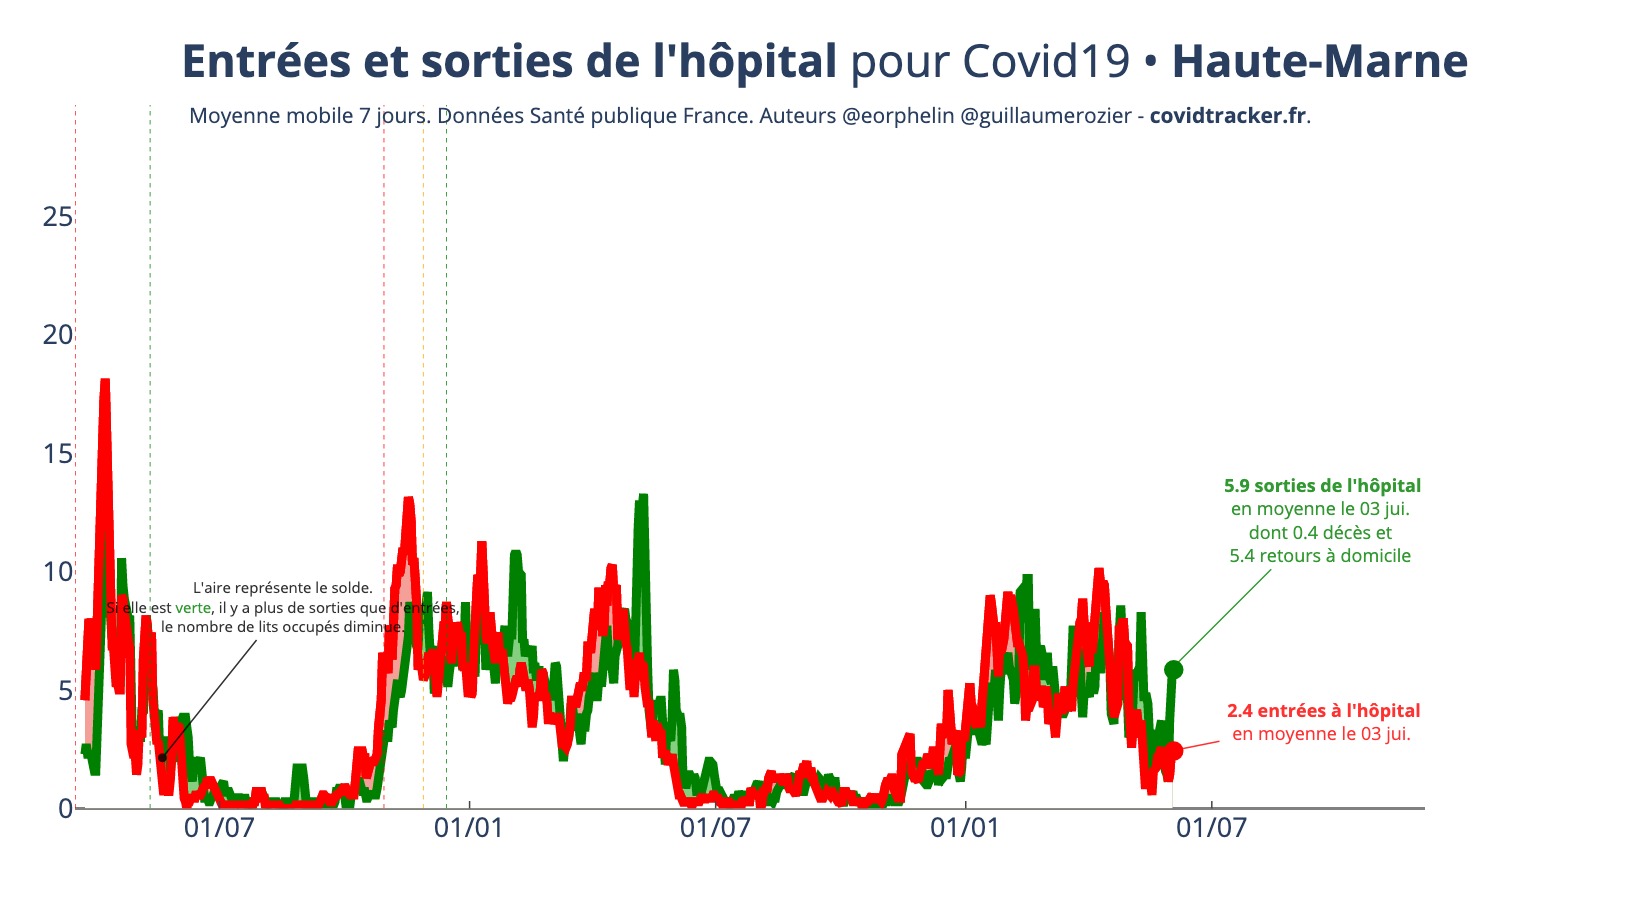 Entrées et sorties de l'hôpital pour Covid19 • Haute-Marne
Moyenne mobile 7 jours. Données Santé publique France. Auteurs @eorphelin @guillaumerozier - covidtracker.fr.
25
20
15
10
5
0
L'aire représente le solde.
Si elle est verte, il y a plus de sorties que d'entrées,
le nombre de lits occupés diminue.
5.9 sorties de l'hôpital
en moyenne le 03 jui.
dont 0.4 décès et
5.4 retours à domicile
2.4 entrées à l'hôpital
en moyenne le 03 jui.
01/07
01/01
01/07
01/01
01/07